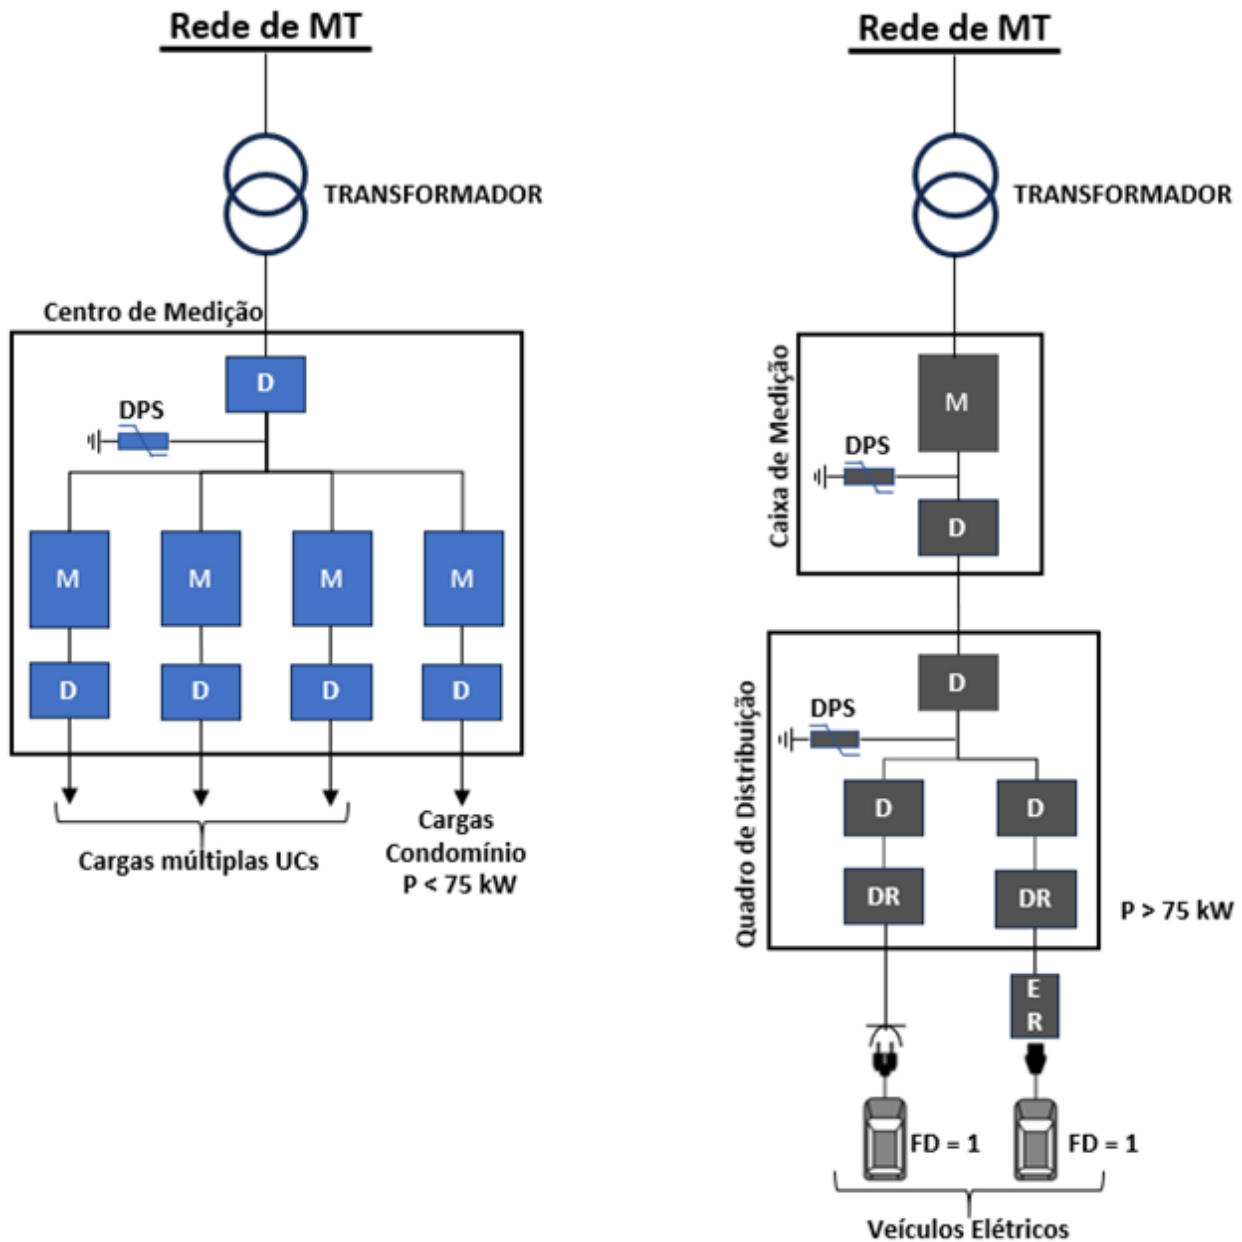 Rede de MT
TRANSFORMADOR
Centro de Medição
D
DPS
M
M
M
M
D
D
D
D
Cargas múltiplas UCs
Cargas
Condomínio
P < 75 kW
Rede de MT
TRANSFORMADOR
Caixa de Medição
M
DPS
D
Quadro de Distribuição
D
DPS
D
D
DR
DR
P > 75 kW
E
R
FD = 1
FD = 1
Veículos Elétricos